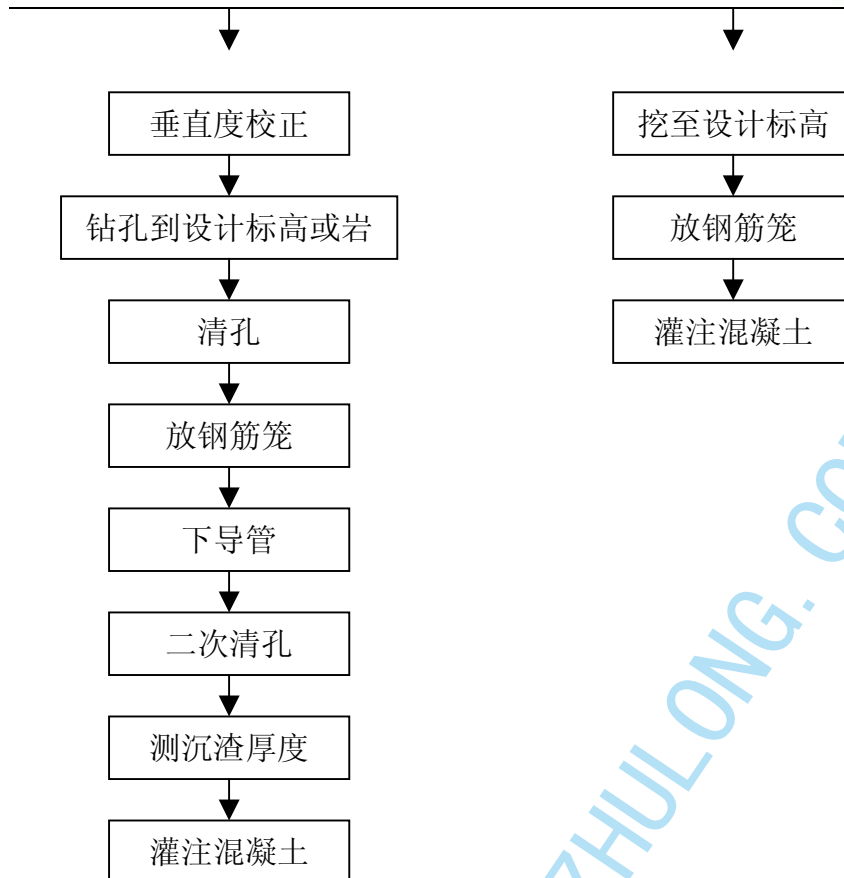 垂直度校正
钻孔到设计标高或岩
清孔
放钢筋笼
下导管
二次清孔
测沉渣厚度
灌注混凝土
挖至设计标高
放钢筋笼
灌注混凝土
ZHULONG.CO